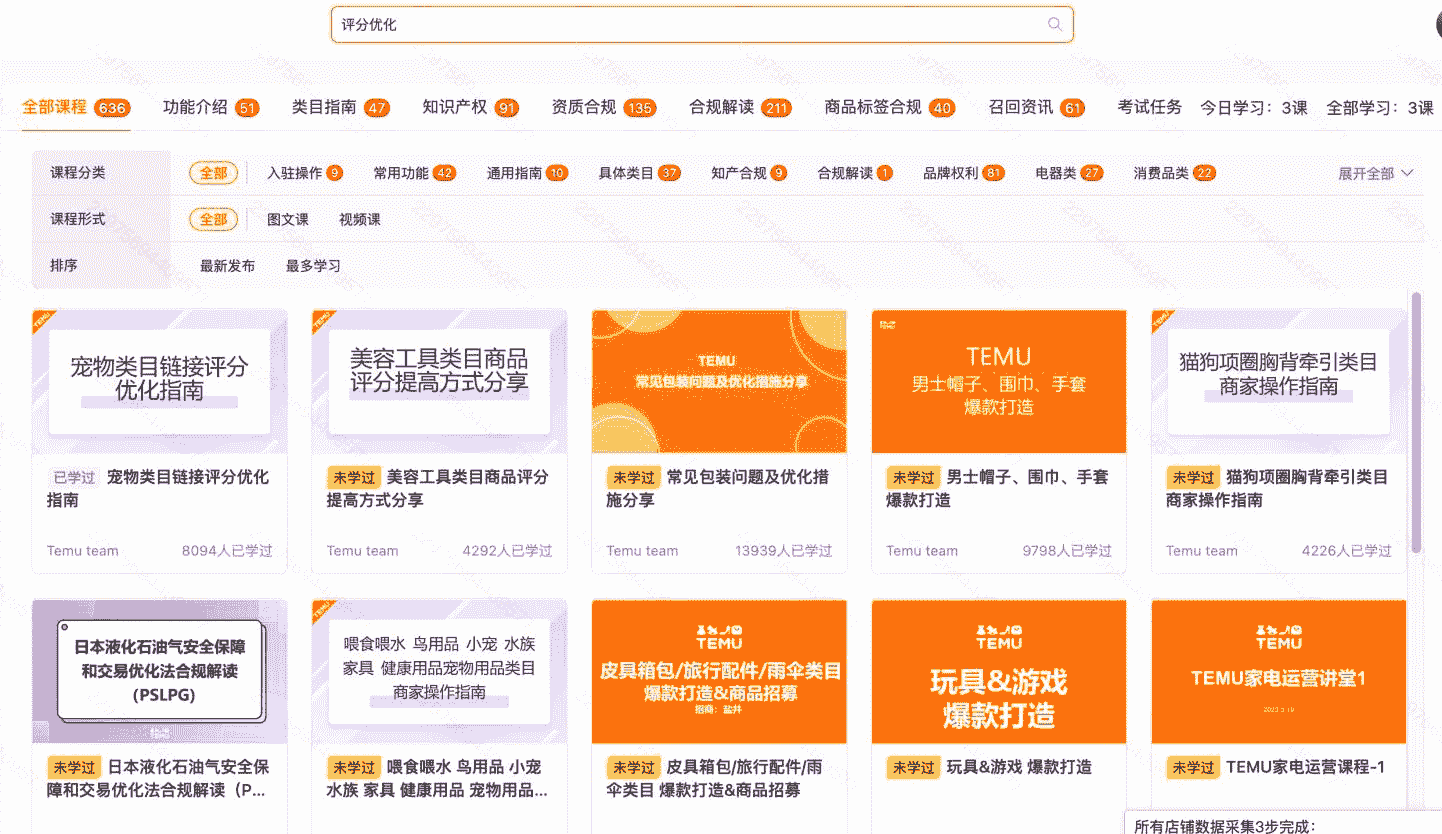 评分优化
全部课程 636 功能介绍 51 类目指南 47 知识产权 91 资质合规 135 合规解读 211 商品标签合规 40 召回资讯 61 考试任务 今日学习：3课 全部学习：3课
课程分类 全部 入驻操作 9 常用功能 42 通用指南 10 具体类目 37 知产合规 9 合规解读 1 品牌权利 81 电器类 27 消费品类 22 展开全部
课程形式 全部 图文课 视频课
排序 最新发布 最多学习
TEMU
宠物类目链接评分
优化指南
已学过 宠物类目链接评分优化
指南
Temu team 8094人已学过
TEMU
美容工具类目商品
评分提高方式分享
未学过 美容工具类目商品评分
提高方式分享
Temu team 4292人已学过
TEMU
常见包装问题及优化措施分享
未学过 常见包装问题及优化措
施分享
Temu team 13939人已学过
TEMU
TEMU
男士帽子、围巾、手套
爆款打造
未学过 男士帽子、围巾、手套
爆款打造
Temu team 9798人已学过
TEMU
猫狗项圈胸背牵引类目
商家操作指南
未学过 猫狗项圈胸背牵引类目
商家操作指南
Temu team 4226人已学过
日本液化石油气安全保障
和交易优化法合规解读
（PSLPG)
未学过 日本液化石油气安全保
障和交易优化法合规解读（P...
TEMU
喂食喂水 鸟用品 小宠 水族
家具 健康用品宠物用品类目
商家操作指南
未学过 喂食喂水 鸟用品 小宠
水族 家具 健康用品 宠物用品...
TEMU
皮具箱包/旅行配件/雨伞类目
爆款打造&商品招募
招商：盐井
未学过 皮具箱包/旅行配件/雨
伞类目 爆款打造&商品招募
TEMU
玩具&游戏
爆款打造
未学过 玩具&游戏 爆款打造
TEMU
TEMU家电运营讲堂1
未学过 TEMU家电运营课程-1
所有店铺数据采集3步完成：